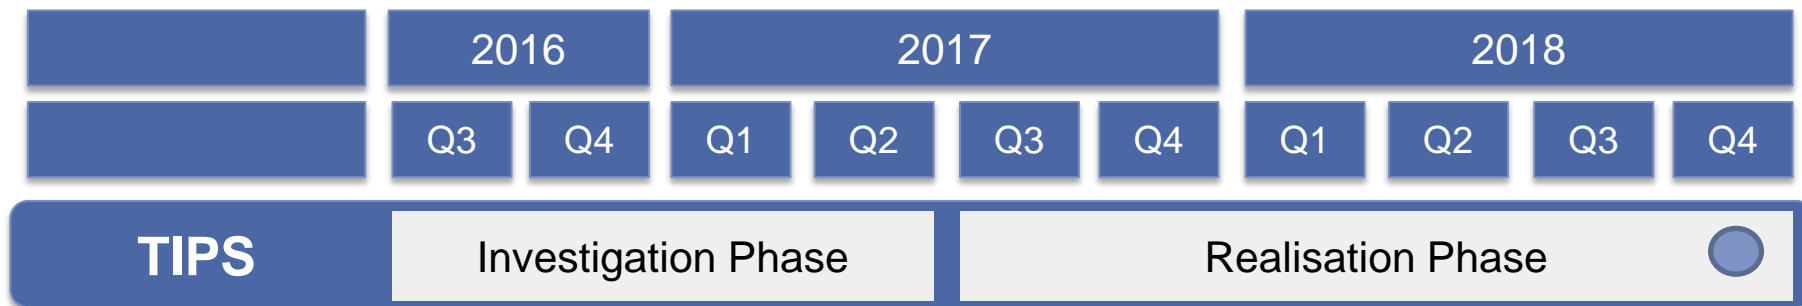 2016 2017 2018
Q3 Q4 Q1 Q2 Q3 Q4 Q1 Q2 Q3 Q4
TIPS Investigation Phase Realisation Phase